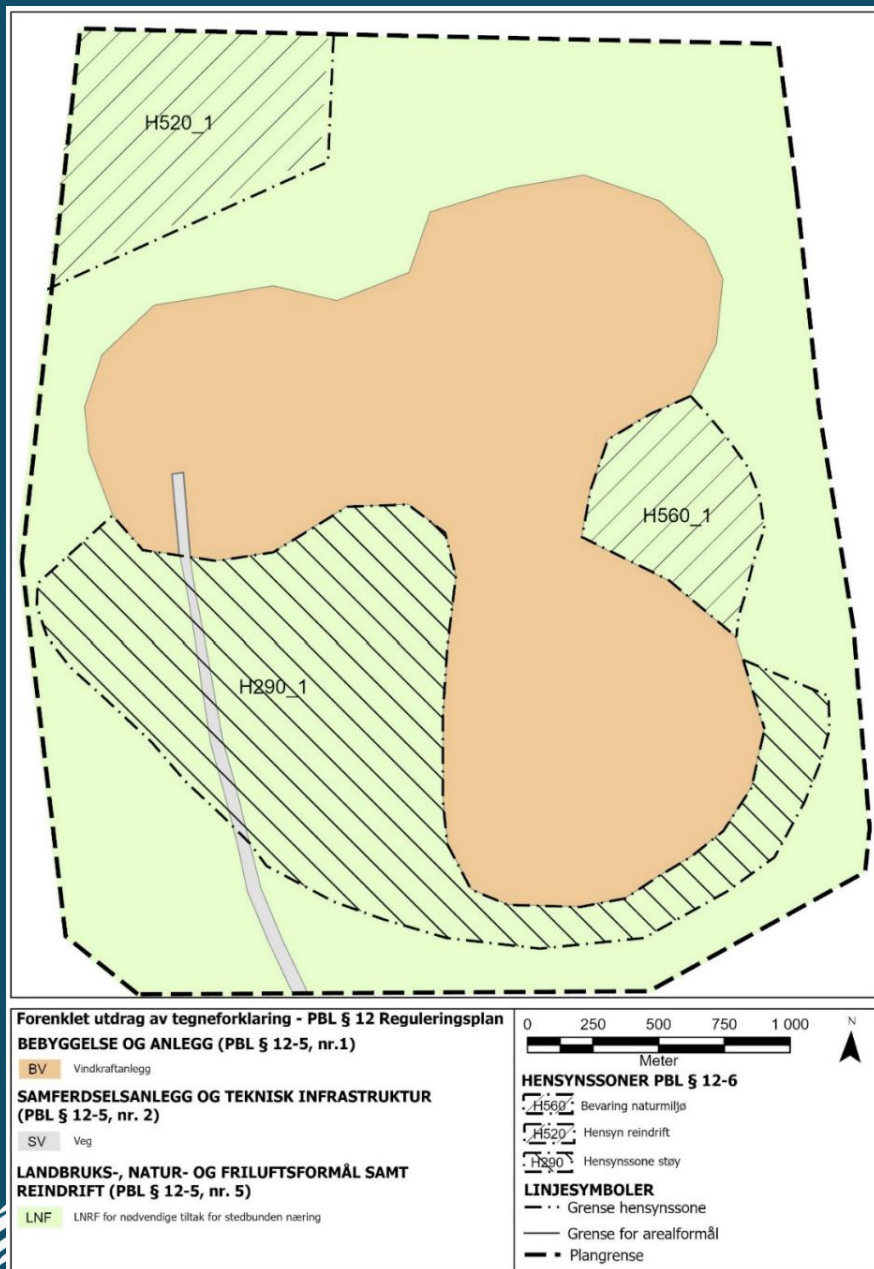 H520_1
H560_1
H290_1
Forenklet utdrag av tegneforklaring - PBL § 12 Reguleringsplan
BEBYGGELSE OG ANLEGG (PBL § 12-5, nr.1)
BV Vindkraftanlegg
SAMFERDSELSANLEGG OG TEKNISK INFRASTRUKTUR
(PBL § 12-5, nr. 2)
SV Veg
LANDBRUKS-, NATUR- OG FRILUFTSFORMÅL SAMT
REINDRIFT (PBL § 12-5, nr. 5)
LNF LNRF for nødvendige tiltak for stedbunden næring
0 250 500 750 1 000
Meter
N
HENSYNSSONER PBL § 12-6
H560 Bevaring naturmiljø
H520 Hensyn reindrift
H290 Hensynssone støy
LINJESYMBOLER
Grense hensynssone
Grense for arealformål
Plangrense